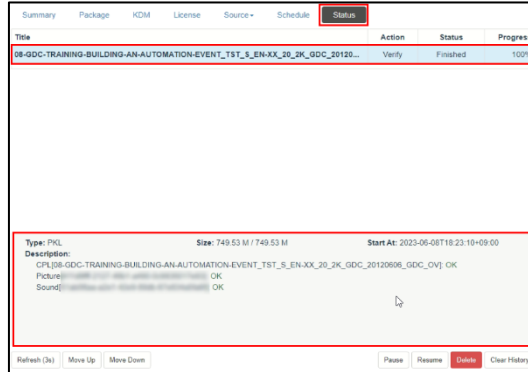 Summary Package KDM License Source Schedule Status
Title Action Status Progress
08-GDC-TRAINING-BUILDING-AN-AUTOMATION-EVENT_TST_S_EN-XX_20_2K_GDC_20120... Verify Finished 100%
Type: PKL Size: 749.53 M / 749.53 M Start At: 2023-06-08T18:23:10+09:00
Description:
CPL[08-GDC-TRAINING-BUILDING-AN-AUTOMATION-EVENT_TST_S_EN-XX_20_2K_GDC_20120606_GDC_OV]: OK
Picture[ OK
Sound[ OK
Refresh (3s) Move Up Move Down Pause Resume Delete Clear History